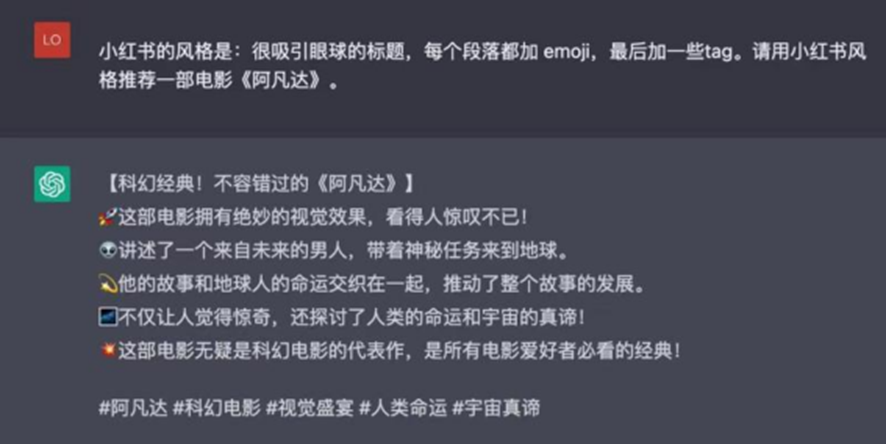 LO
小红书的风格是：很吸引眼球的标题，每个段落都加 emoji，最后加一些tag。请用小红书风
格推荐一部电影《阿凡达》。
【科幻经典！不容错过的《阿凡达》】
🚀这部电影拥有绝妙的视觉效果，看得人惊叹不已！
👽讲述了一个来自未来的男人，带着神秘任务来到地球。
💫他的故事和地球人的命运交织在一起，推动了整个故事的发展。
🌌不仅让人觉得惊奇，还探讨了人类的命运和宇宙的真谛！
💥这部电影无疑是科幻电影的代表作，是所有电影爱好者必看的经典！
#阿凡达 #科幻电影 #视觉盛宴 #人类命运 #宇宙真谛